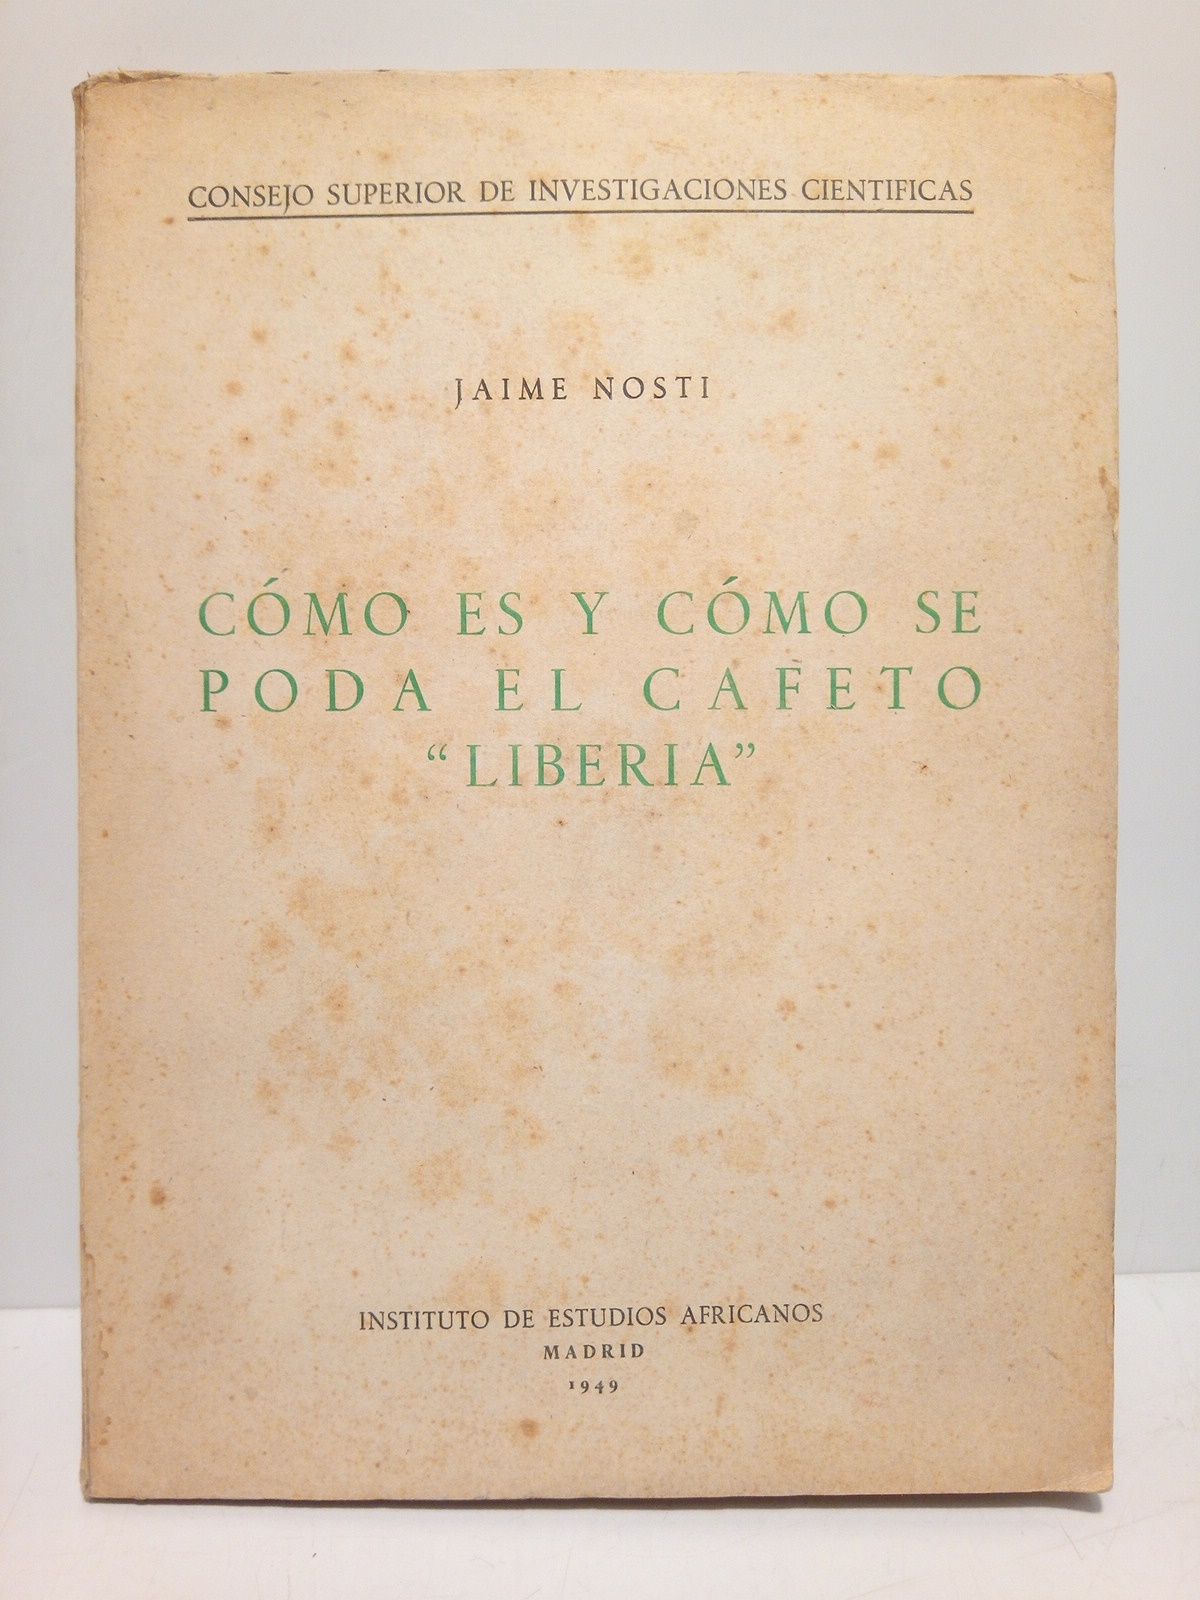 CONSEJO SUPERIOR DE INVESTIGACIONES CIENTIFICAS
JAIME NOSTI
CÓMO ES Y CÓMO SE
PODA EL CAFETO
“LIBERIA”
INSTITUTO DE ESTUDIOS AFRICANOS
MADRID
1949